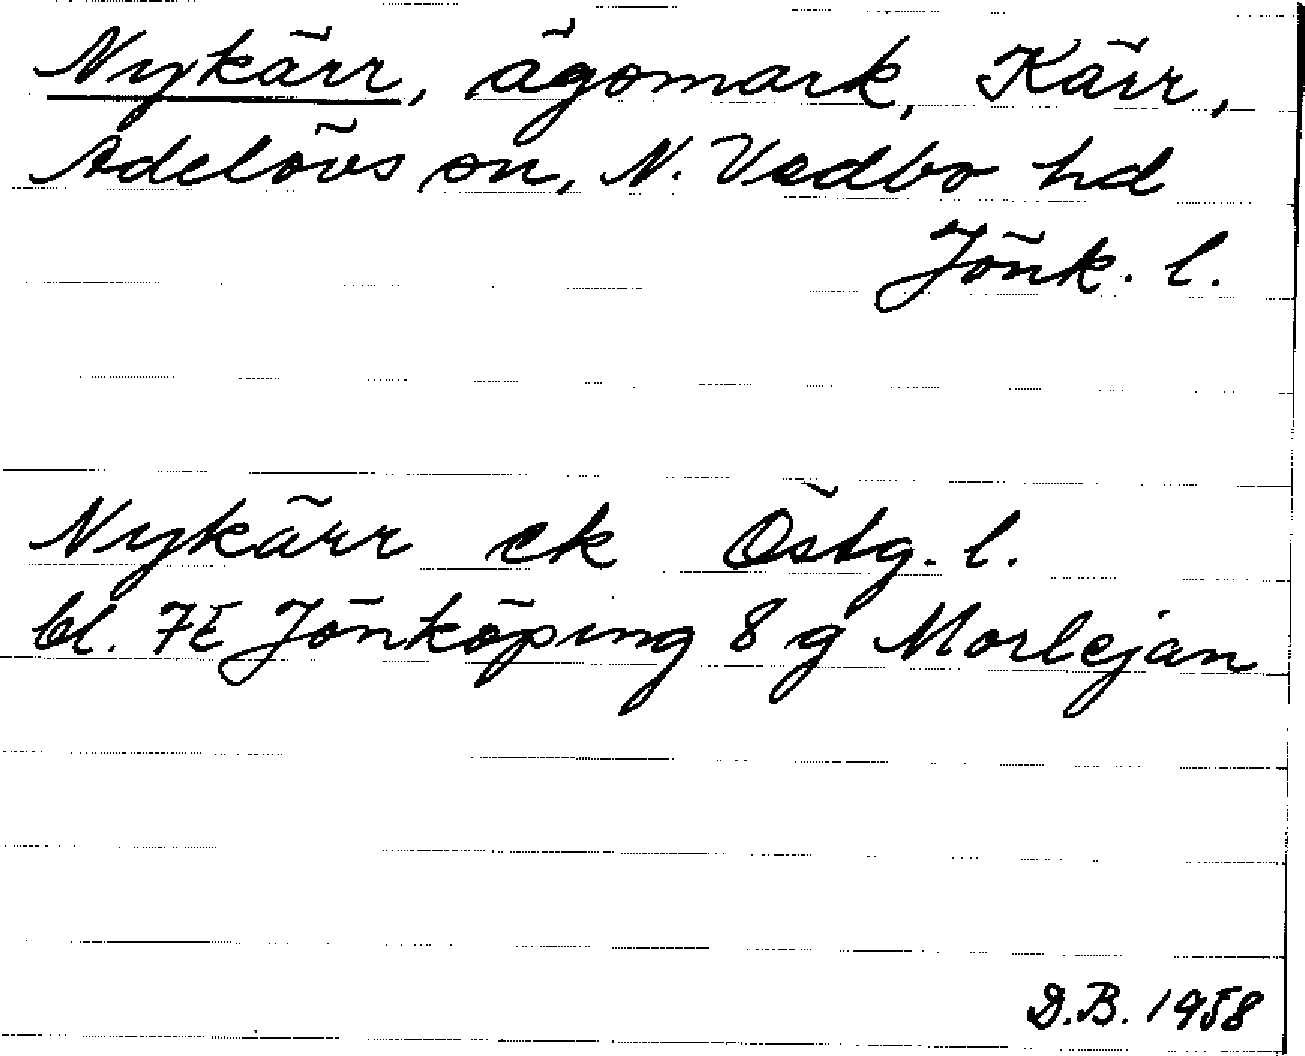 Nykärr, ägomark, Kärr,
Adelövs sn, N. Vedbo hd
Jönk. l.
Nykärr ek Östg. l.
bl. 7E Jönköping 8 g Morlejan
D.B. 1958